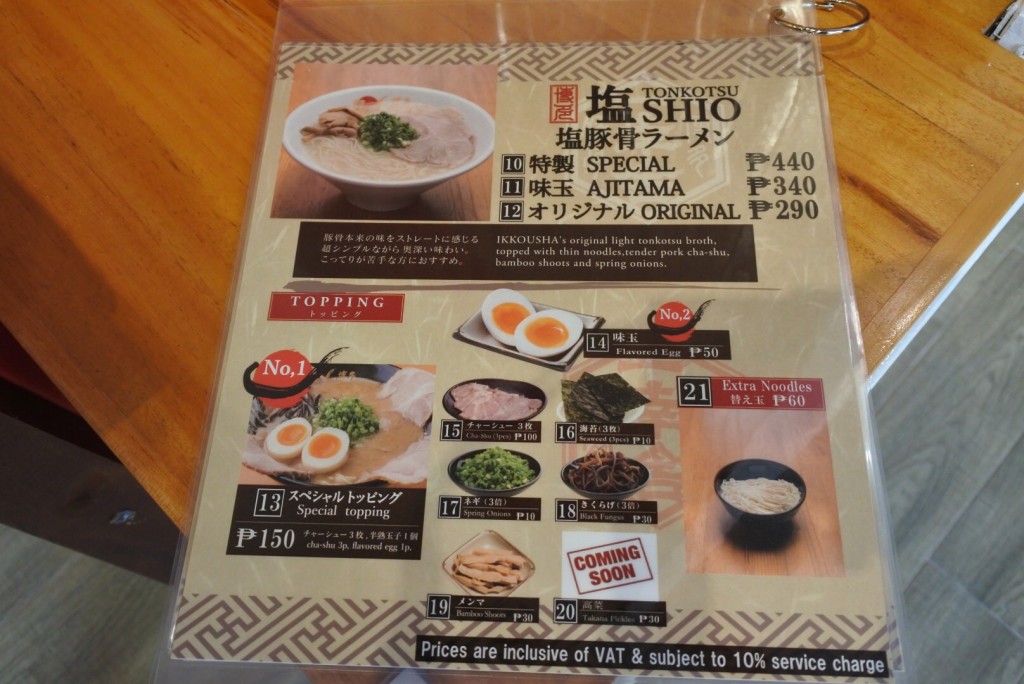 塩 TONKOTSU SHIO
塩豚骨ラーメン
10 特製 SPECIAL ₱440
11 味玉 AJITAMA ₱340
12 オリジナル ORIGINAL ₱290
豚骨本来の味をストレートに感じる
超シンプルながら奥深い味わい。
こってりが苦手な方におすすめ。
IKKOUSHA's original light tonkotsu broth,
topped with thin noodles,tender pork cha-shu,
bamboo shoots and spring onions.
TOPPING
トッピング
No,2
14 味玉
Flavored Egg ₱50
No,1
13 スペシャルトッピング
Special topping
₱150 チャーシュー3枚,半熟玉子1個
cha-shu 3p, flavored egg 1p.
15 チャーシュー 3枚
Cha-Shu (3pcs) ₱100
16 海苔(3枚)
Seaweed (3pcs) ₱10
17 ネギ(3倍)
Spring Onions ₱10
18 きくらげ(3倍)
Black Fungus ₱30
19 メンマ
Bamboo Shoots ₱30
COMING
SOON
20 高菜
Takana Pickles ₱30
21 Extra Noodles
替え玉 ₱60
Prices are inclusive of VAT & subject to 10% service charge